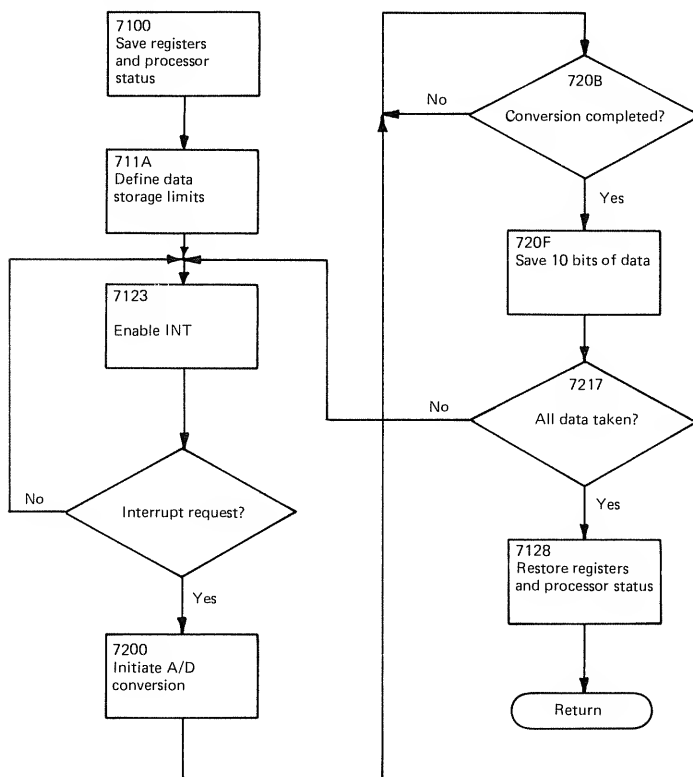 7100
Save registers
and processor
status
711A
Define data
storage limits
7123
Enable INT
No
Interrupt request?
Yes
7200
Initiate A/D
conversion
720B
No
Conversion completed?
Yes
720F
Save 10 bits of data
7217
No
All data taken?
Yes
7128
Restore registers
and processor status
Return